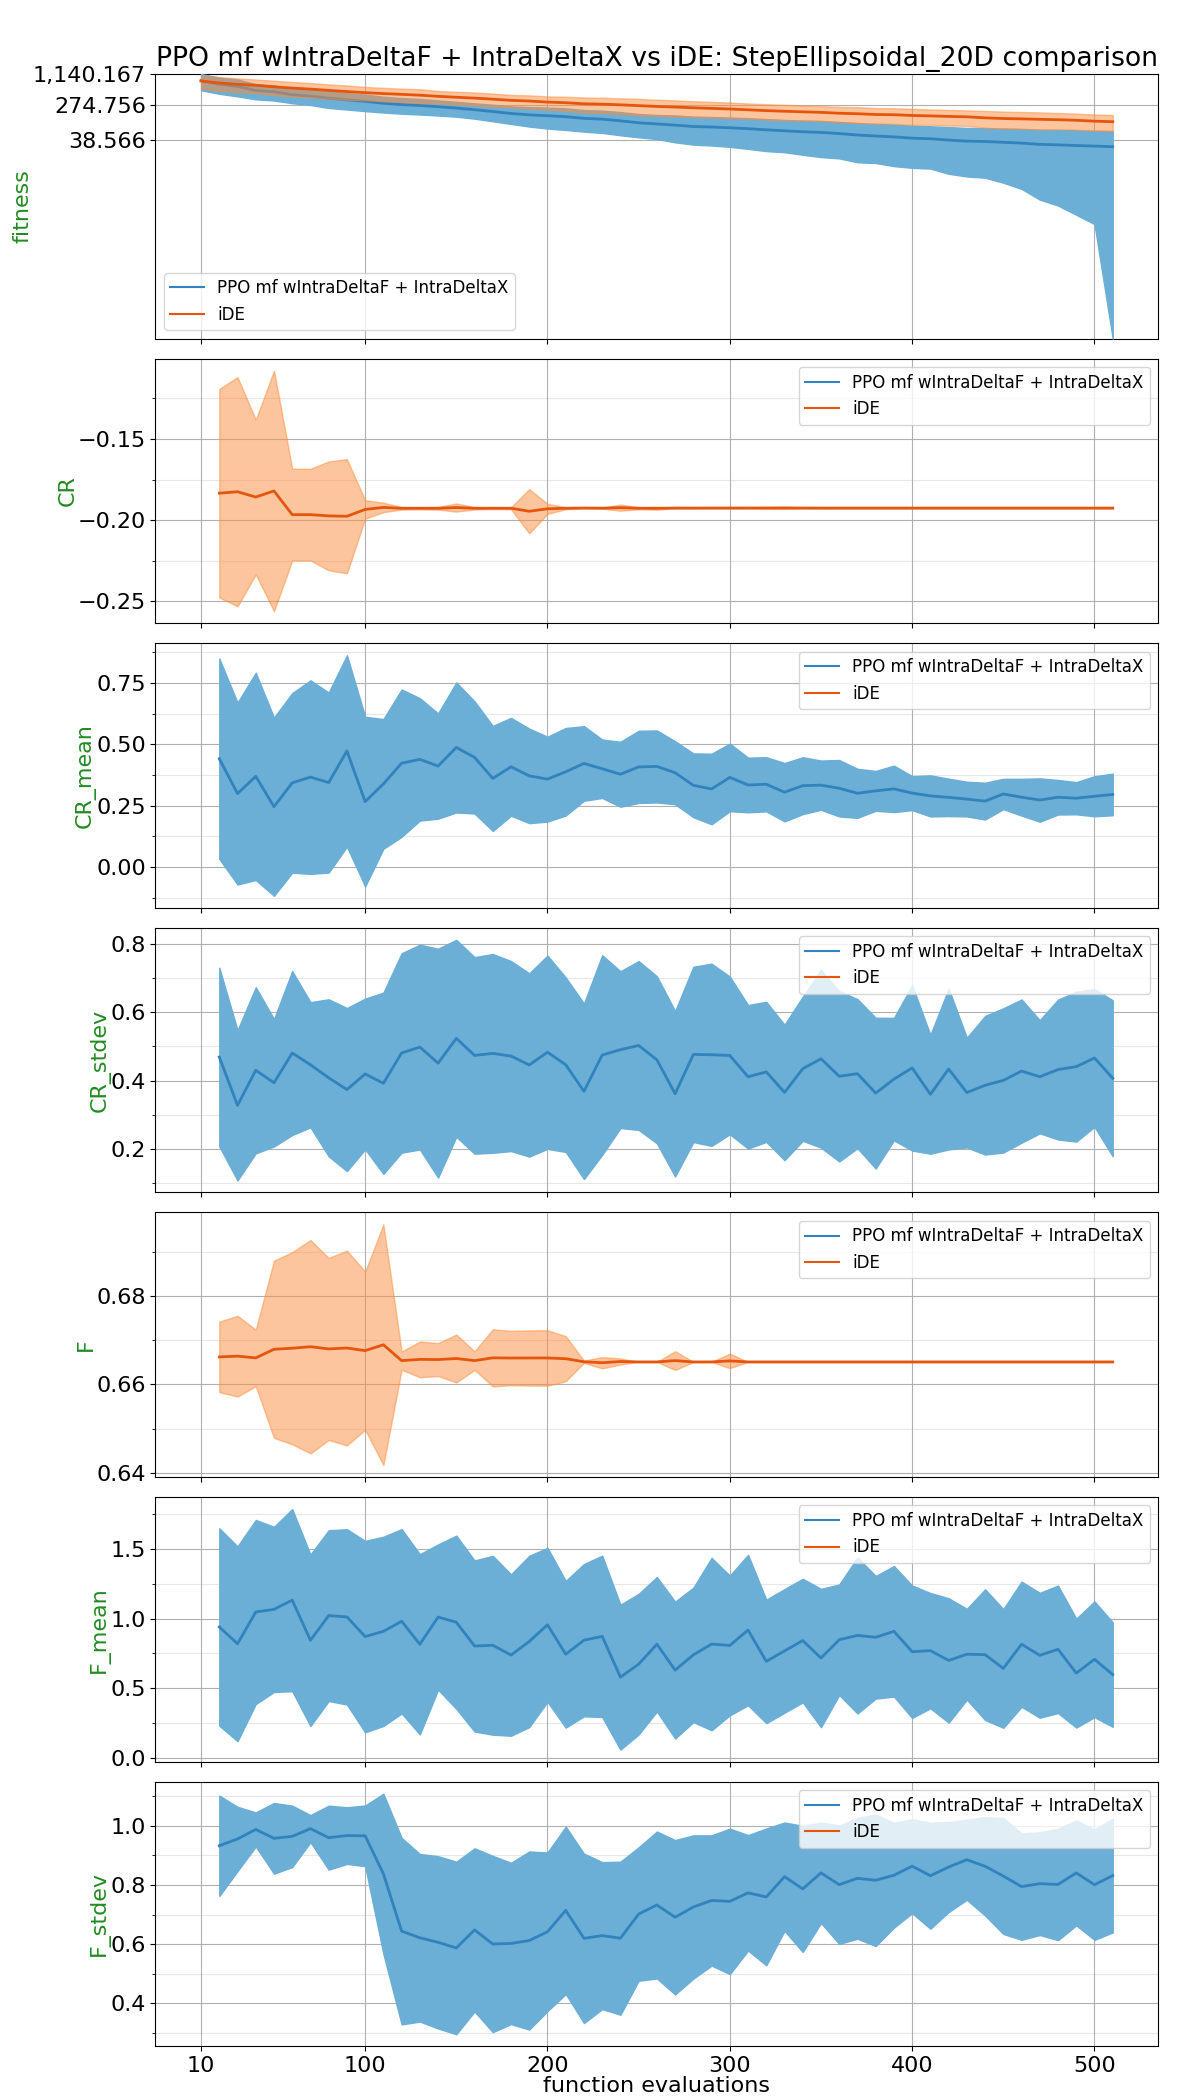 PPO mf wIntraDeltaF + IntraDeltaX vs iDE: StepEllipsoidal_20D comparison
1,140.167
274.756
38.566
fitness
PPO mf wIntraDeltaF + IntraDeltaX
iDE
−0.15
−0.20
−0.25
CR
PPO mf wIntraDeltaF + IntraDeltaX
iDE
0.75
0.50
0.25
0.00
CR_mean
PPO mf wIntraDeltaF + IntraDeltaX
iDE
0.8
0.6
0.4
0.2
CR_stdev
PPO mf wIntraDeltaF + IntraDeltaX
iDE
0.68
0.66
0.64
F
PPO mf wIntraDeltaF + IntraDeltaX
iDE
1.5
1.0
0.5
0.0
F_mean
PPO mf wIntraDeltaF + IntraDeltaX
iDE
1.0
0.8
0.6
0.4
F_stdev
PPO mf wIntraDeltaF + IntraDeltaX
iDE
10 100 200 300 400 500
function evaluations